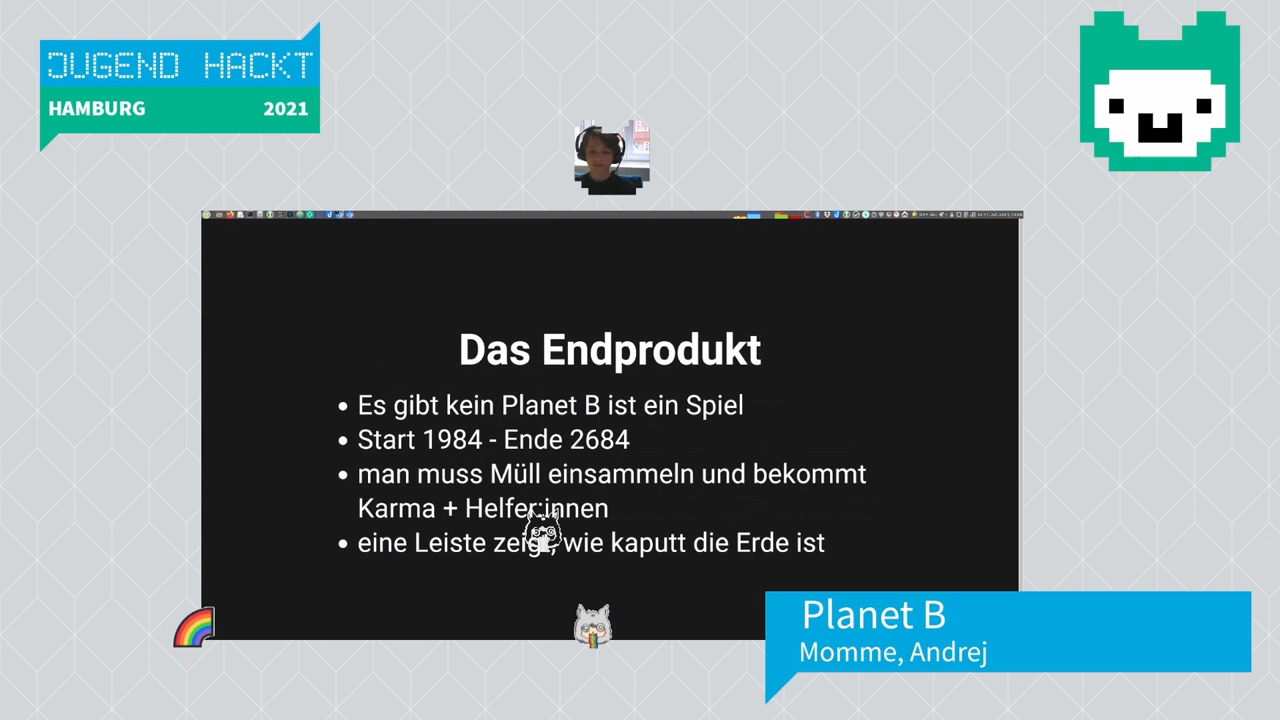 JUGEND HACKT
HAMBURG 2021
Das Endprodukt
• Es gibt kein Planet B ist ein Spiel
• Start 1984 - Ende 2684
• man muss Müll einsammeln und bekommt
Karma + Helfer:innen
• eine Leiste zeigt, wie kaputt die Erde ist
Planet B
Momme, Andrej